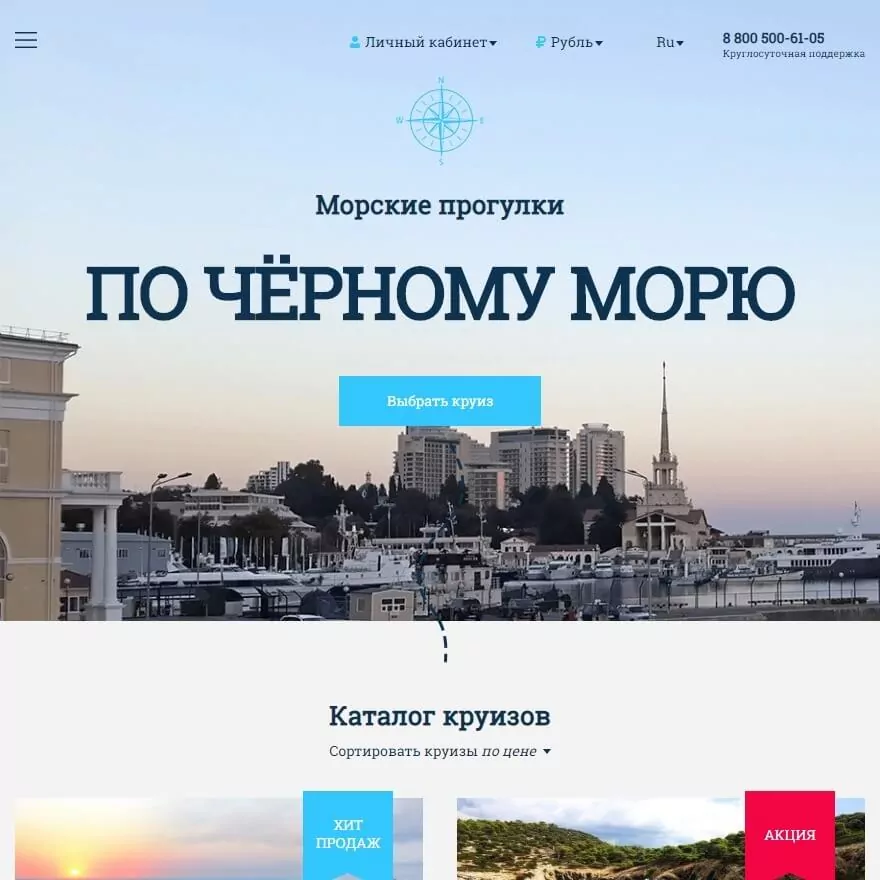 Личный кабинет
Рубль
Ru
8 800 500-61-05
Круглосуточная поддержка
N
W E
S
Морские прогулки
ПО ЧЁРНОМУ МОРЮ
Выбрать круиз
Каталог круизов
Сортировать круизы по цене
ХИТ
ПРОДАЖ
АКЦИЯ